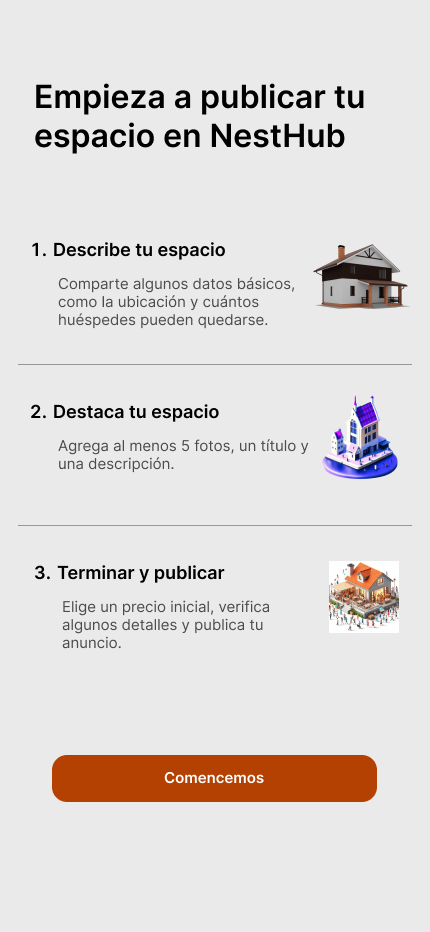 Empieza a publicar tu
espacio en NestHub
1. Describe tu espacio
Comparte algunos datos básicos,
como la ubicación y cuántos
huéspedes pueden quedarse.
2. Destaca tu espacio
Agrega al menos 5 fotos, un título y
una descripción.
3. Terminar y publicar
Elige un precio inicial, verifica
algunos detalles y publica tu
anuncio.
Comencemos